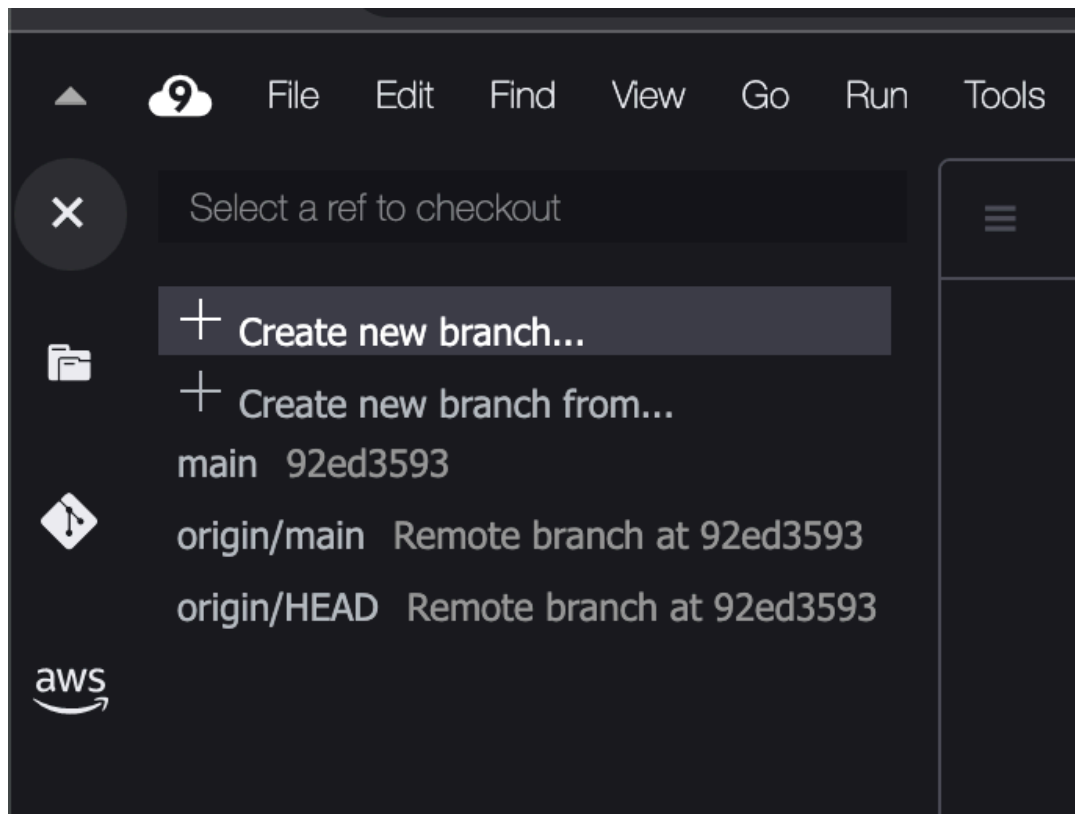 9 File Edit Find View Go Run Tools
Select a ref to checkout
Create new branch...
Create new branch from...
main 92ed3593
origin/main Remote branch at 92ed3593
origin/HEAD Remote branch at 92ed3593
aws